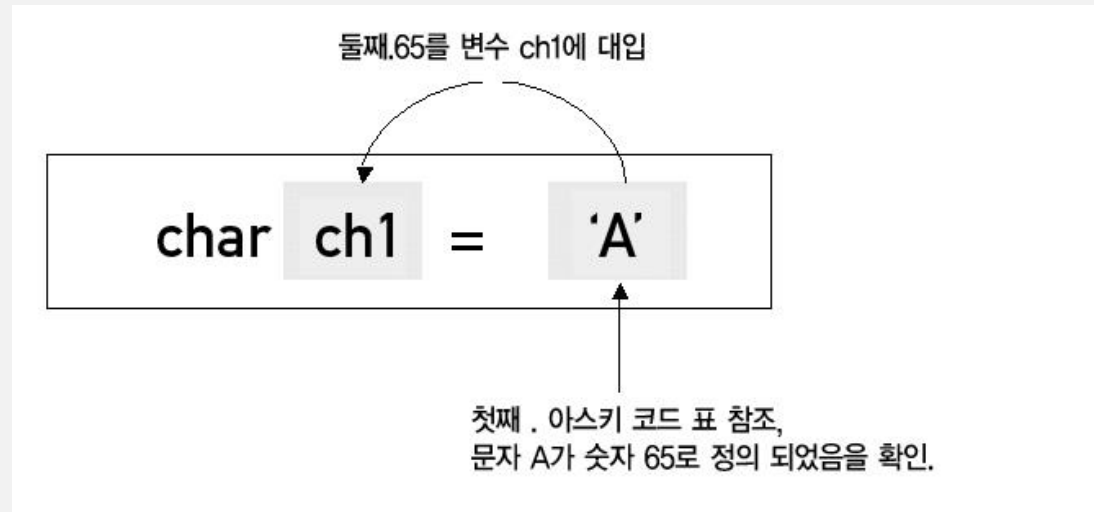 둘째.65를 변수 ch1에 대입
char ch1 = ‘A’
첫째 . 아스키 코드 표 참조,
문자 A가 숫자 65로 정의 되었음을 확인.